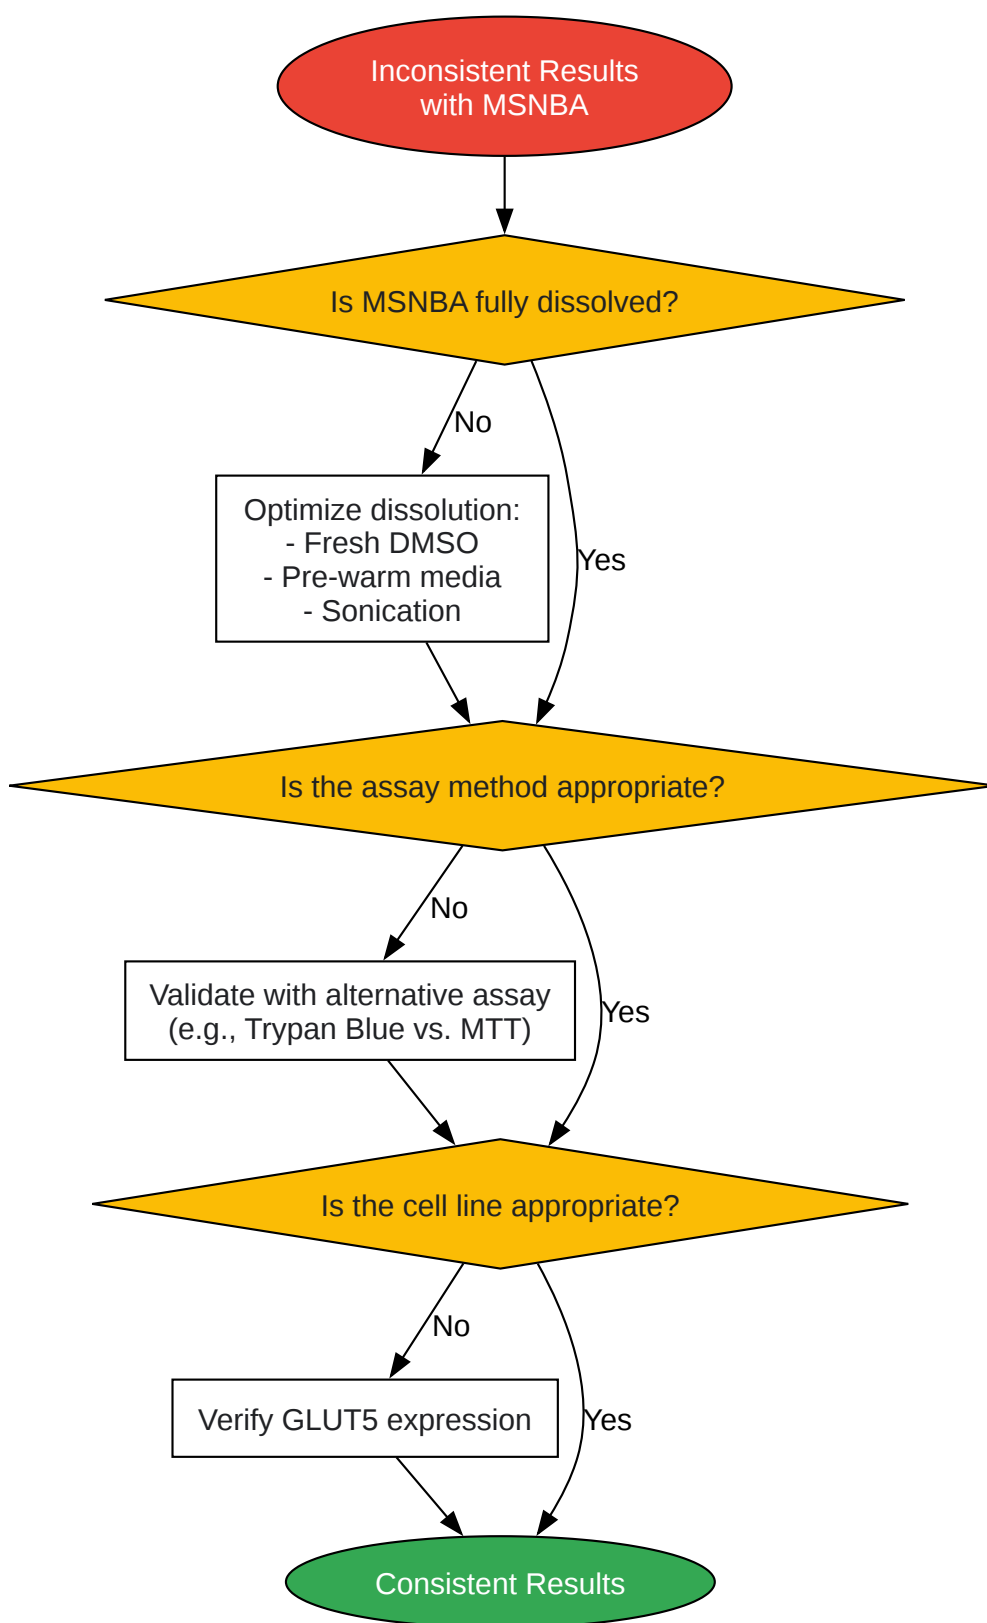 Inconsistent Results
with MSNBA
Is MSNBA fully dissolved?
No
Optimize dissolution:
- Fresh DMSO
- Pre-warm media
- Sonication
Yes
Is the assay method appropriate?
No
Validate with alternative assay
(e.g., Trypan Blue vs. MTT)
Yes
Is the cell line appropriate?
No
Verify GLUT5 expression
Yes
Consistent Results